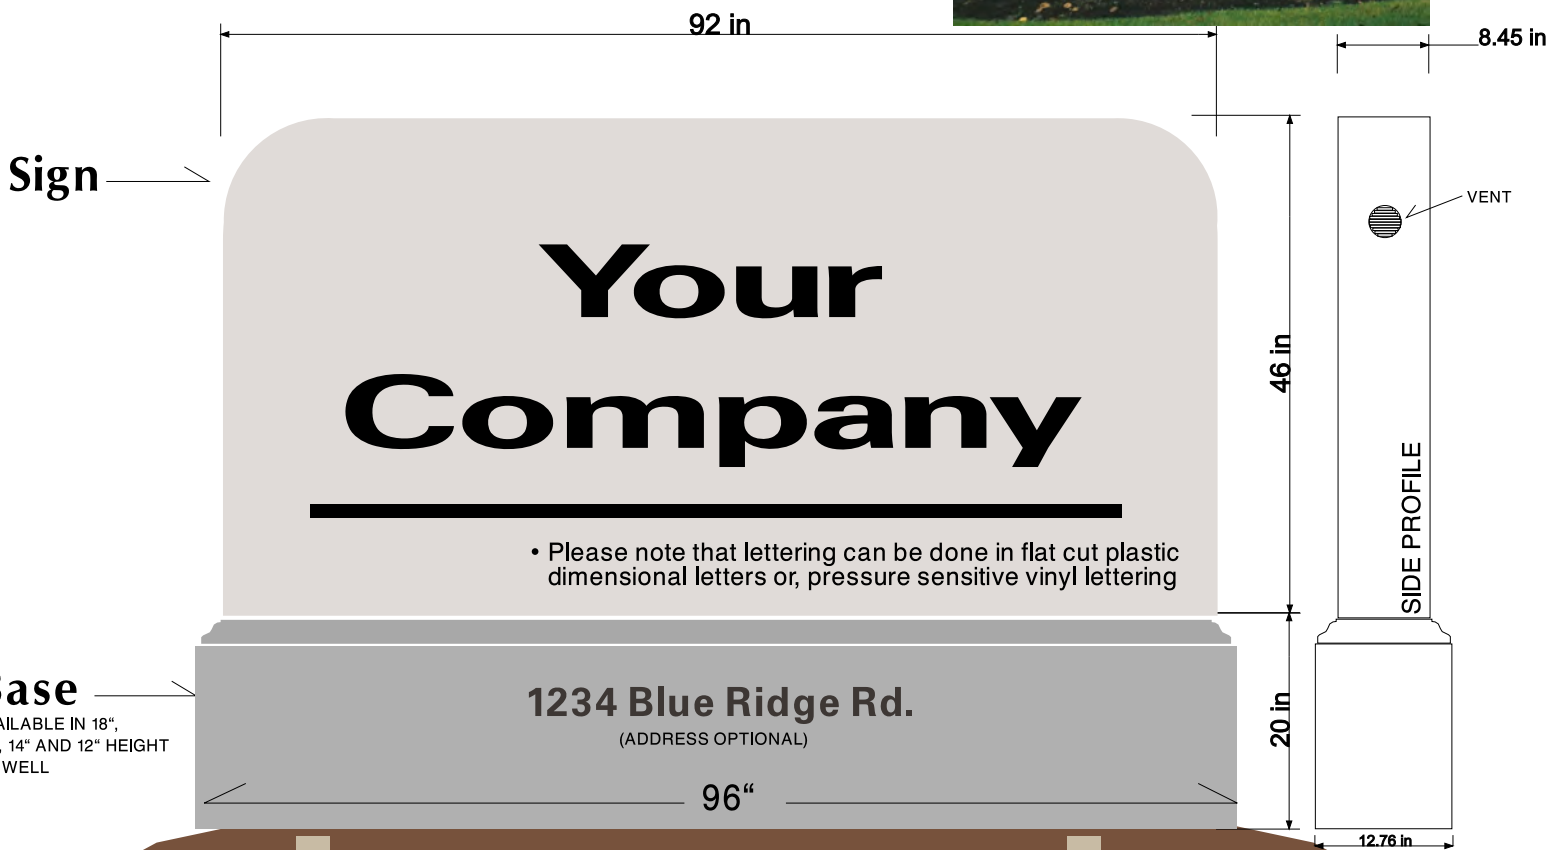 92 in
8.45 in
Sign
VENT
Your
Company
46 in
SIDE PROFILE
• Please note that lettering can be done in flat cut plastic
dimensional letters or, pressure sensitive vinyl lettering
1234 Blue Ridge Rd.
(ADDRESS OPTIONAL)
IN 18“,
14“ AND 12“ HEIGHT
WELL
20 in
96“
12.76 in